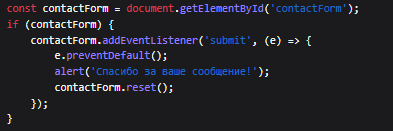 const contactForm = document.getElementById('contactForm');
if (contactForm) {
    contactForm.addEventListener('submit', (e) => {
        e.preventDefault();
        alert('Спасибо за ваше сообщение!');
        contactForm.reset();
    });
}